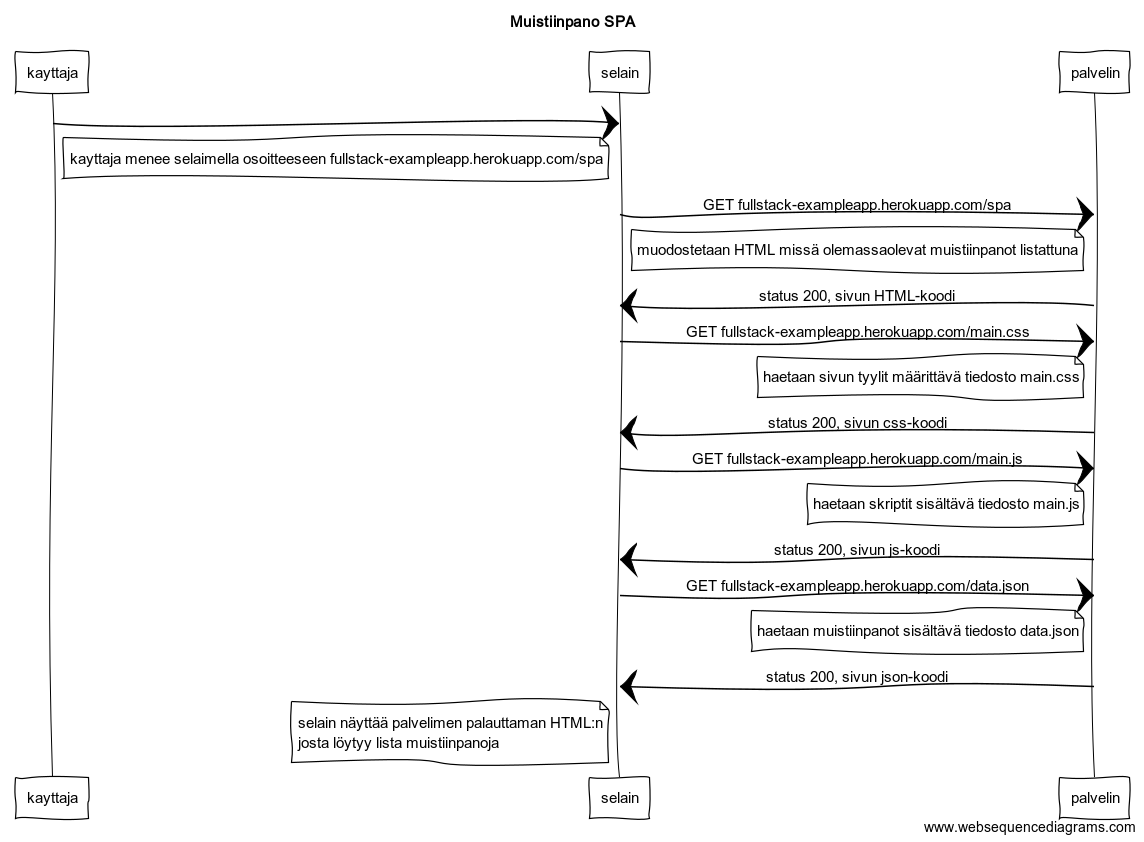 Muistiinpano SPA
kayttaja
selain
palvelin
kayttaja menee selaimella osoitteeseen fullstack-exampleapp.herokuapp.com/spa
GET fullstack-exampleapp.herokuapp.com/spa
muodostetaan HTML missä olemassaolevat muistiinpanot listattuna
status 200, sivun HTML-koodi
GET fullstack-exampleapp.herokuapp.com/main.css
haetaan sivun tyylit määrittävä tiedosto main.css
status 200, sivun css-koodi
GET fullstack-exampleapp.herokuapp.com/main.js
haetaan skriptit sisältävä tiedosto main.js
status 200, sivun js-koodi
GET fullstack-exampleapp.herokuapp.com/data.json
haetaan muistiinpanot sisältävä tiedosto data.json
status 200, sivun json-koodi
selain näyttää palvelimen palauttaman HTML:n
josta löytyy lista muistiinpanoja
kayttaja
selain
palvelin
www.websequencediagrams.com